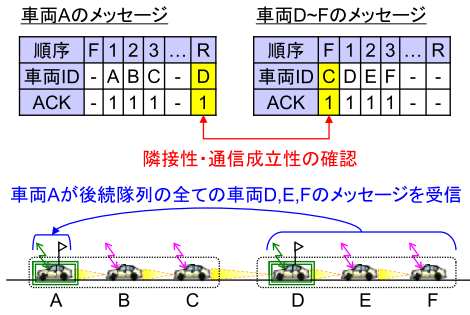 車両Aのメッセージ
車両D~Fのメッセージ
順序 F 1 2 3 … R
車両ID - A B C - D
ACK - 1 1 1 - 1
順序 F 1 2 3 … R
車両ID C D E F - -
ACK 1 1 1 1 - -
隣接性・通信成立性の確認
車両Aが後続隊列の全ての車両D,E,Fのメッセージを受信
A B C D E F